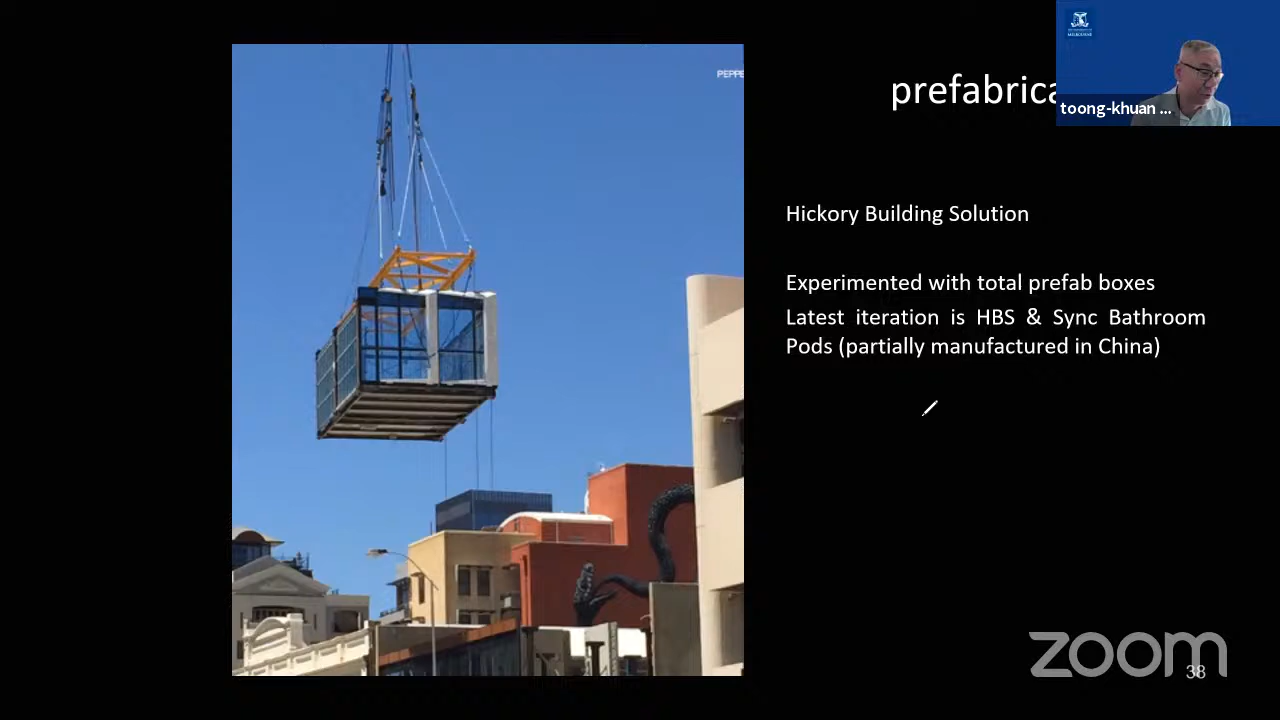 PEPPE
prefabrica
toong-khuan ...
Hickory Building Solution
Experimented with total prefab boxes
Latest iteration is HBS & Sync Bathroom
Pods (partially manufactured in China)
zoom
38